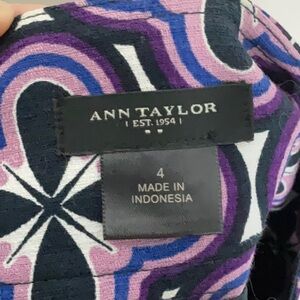 ANN TAYLOR
EST. 1954
4
MADE IN
INDONESIA